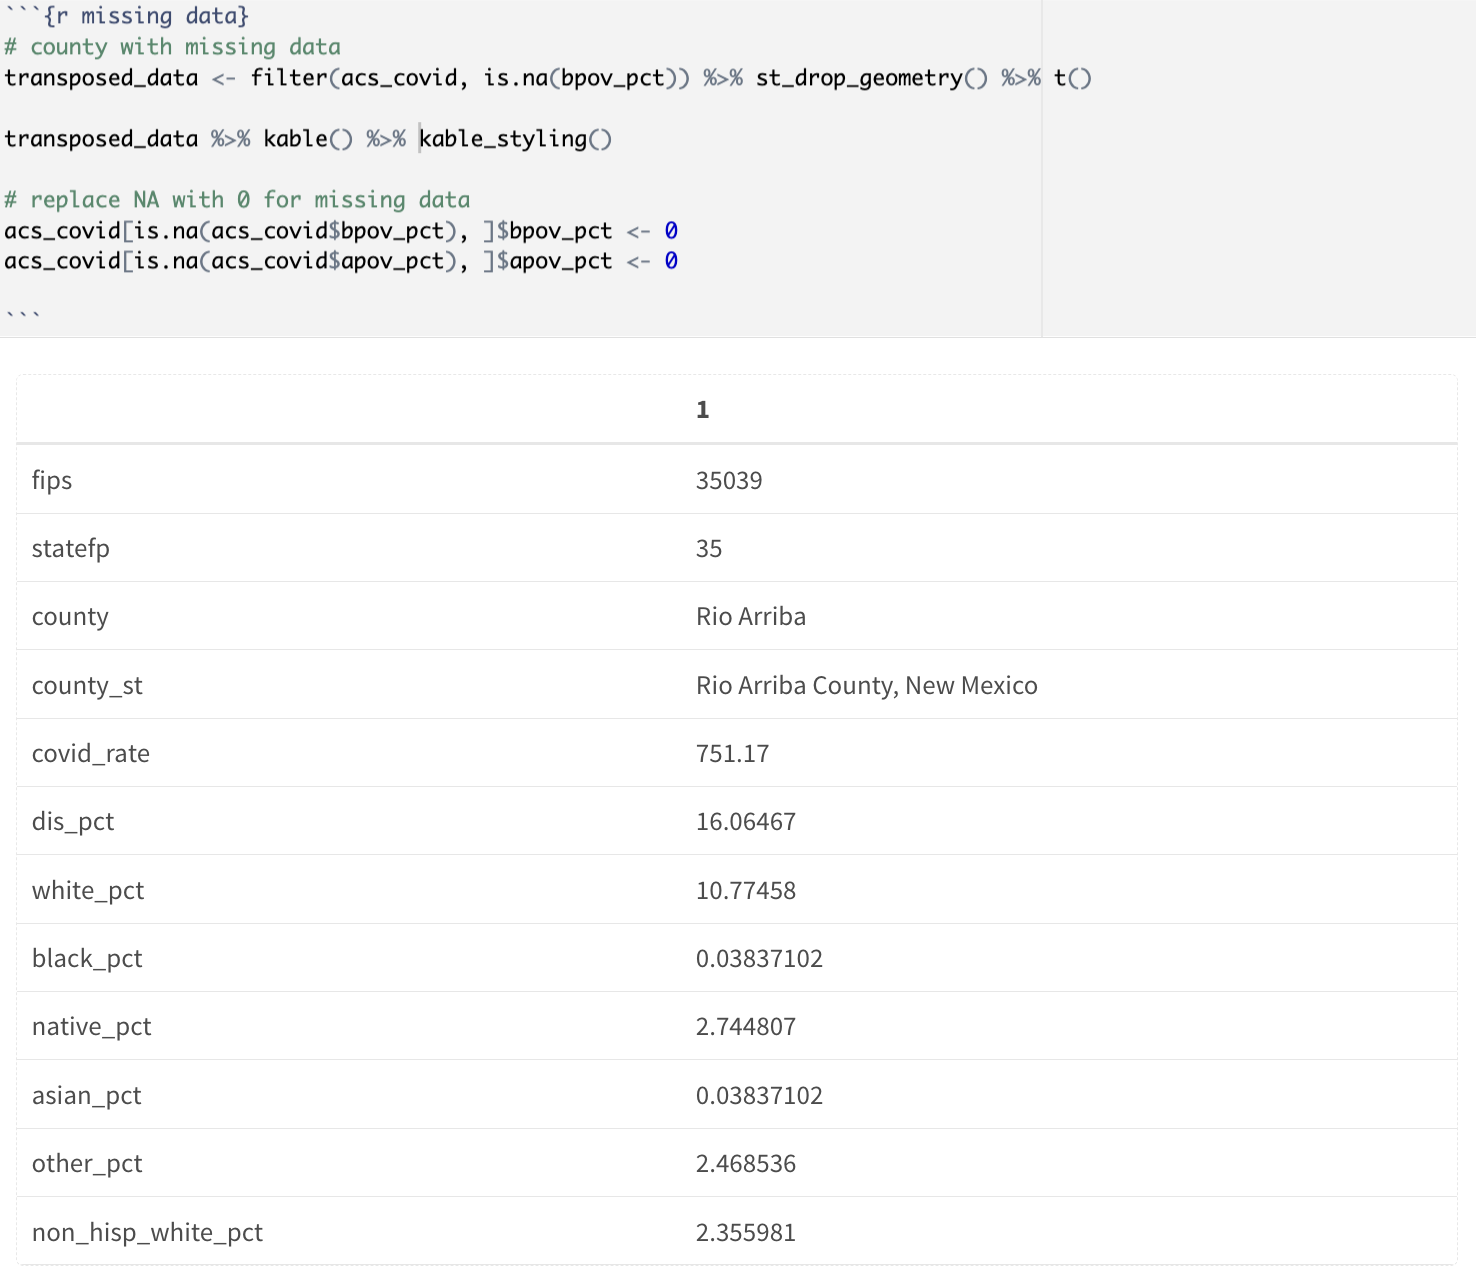 ```{r missing data}
# county with missing data
transposed_data <- filter(acs_covid, is.na(bpov_pct)) %>% st_drop_geometry() %>% t()
transposed_data %>% kable() %>% kable_styling()
# replace NA with 0 for missing data
acs_covid[is.na(acs_covid$bpov_pct), ]$bpov_pct <- 0
acs_covid[is.na(acs_covid$apov_pct), ]$apov_pct <- 0
```
1
fips 35039
statefp 35
county Rio Arriba
county_st Rio Arriba County, New Mexico
covid_rate 751.17
dis_pct 16.06467
white_pct 10.77458
black_pct 0.03837102
native_pct 2.744807
asian_pct 0.03837102
other_pct 2.468536
non_hisp_white_pct 2.355981